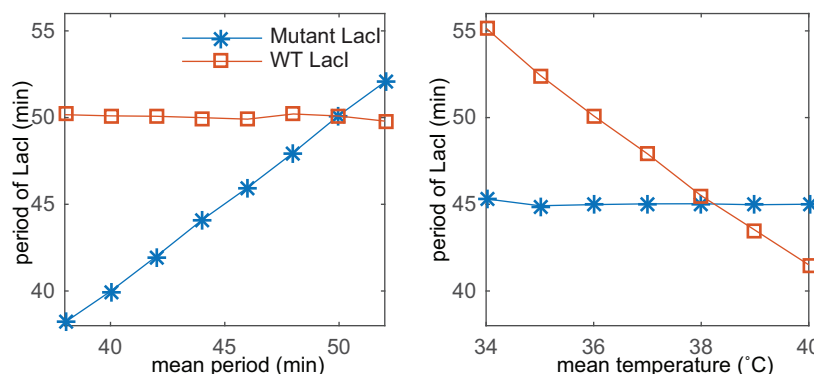 period of LacI (min)
55
50
45
40
Mutant LacI
WT LacI
40
45
50
mean period (min)
period of LacI (min)
55
50
45
40
34
36
38
40
mean temperature (˚C)